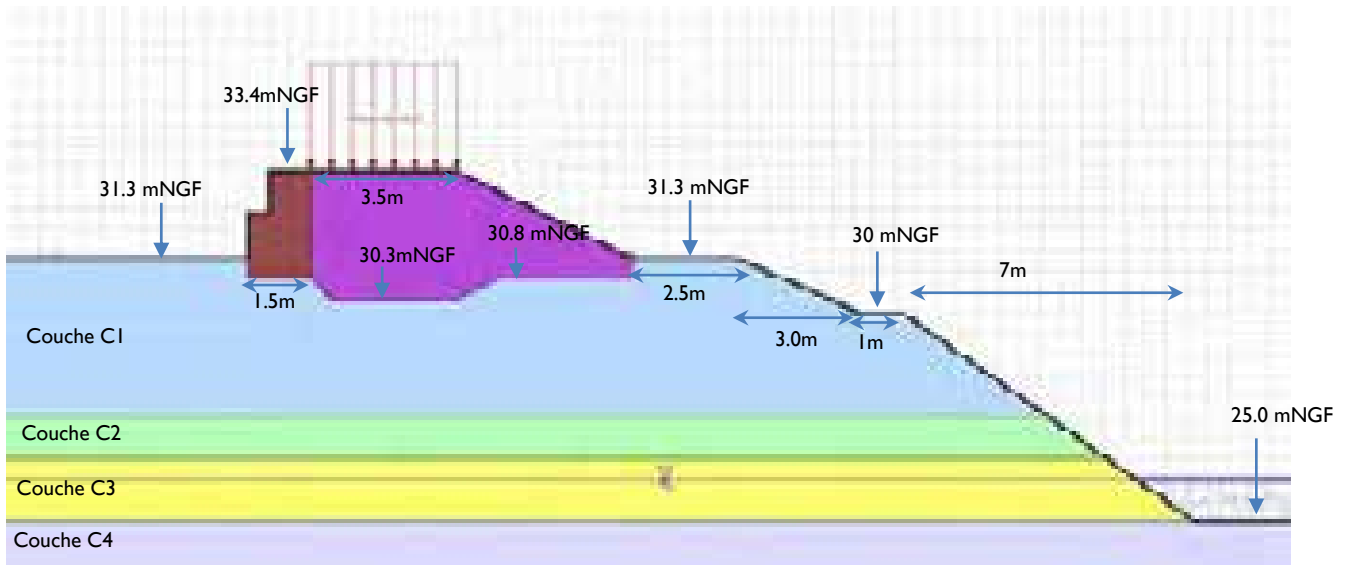 33.4mNGF
31.3 mNGF
3.5m
31.3 mNGF
30.8 mNGF
30 mNGF
30.3mNGF
7m
1.5m
2.5m
3.0m
1m
Couche C1
25.0 mNGF
Couche C2
Couche C3
Couche C4